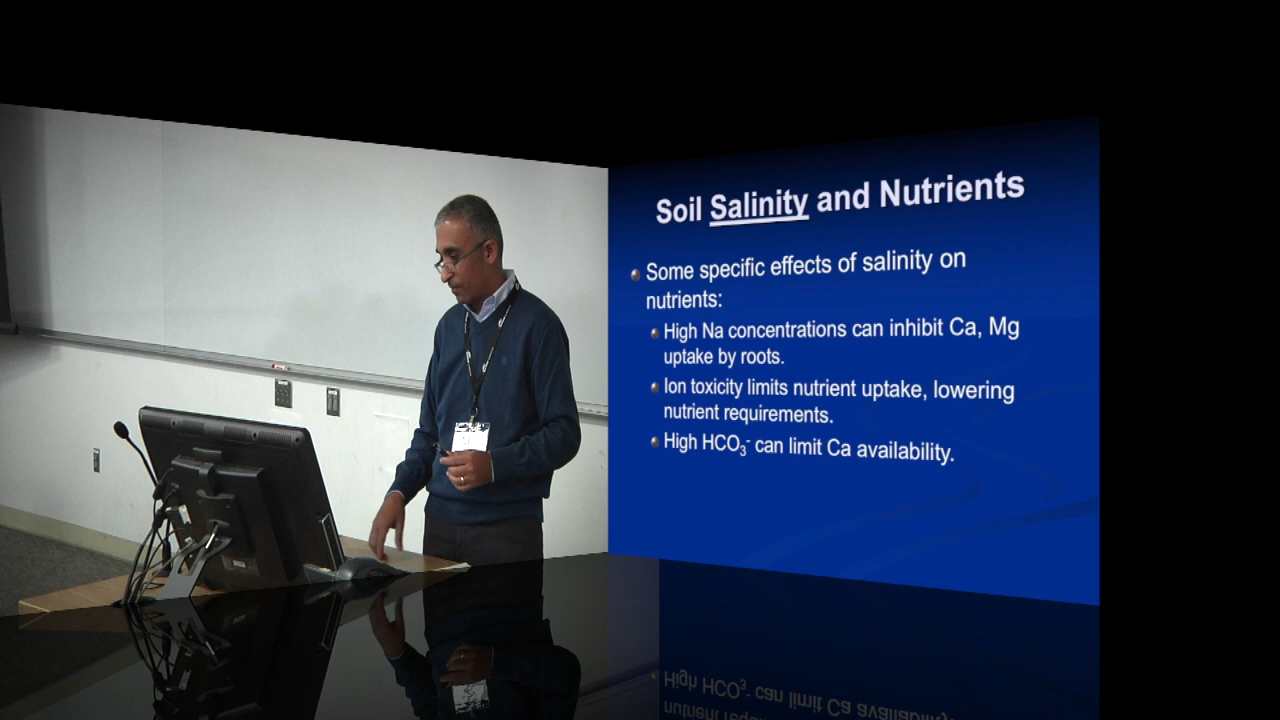 Soil Salinity and Nutrients
Some specific effects of salinity on
nutrients:
High Na concentrations can inhibit Ca, Mg
uptake by roots.
Ion toxicity limits nutrient uptake, lowering
nutrient requirements.
High HCO₃⁻ can limit Ca availability.